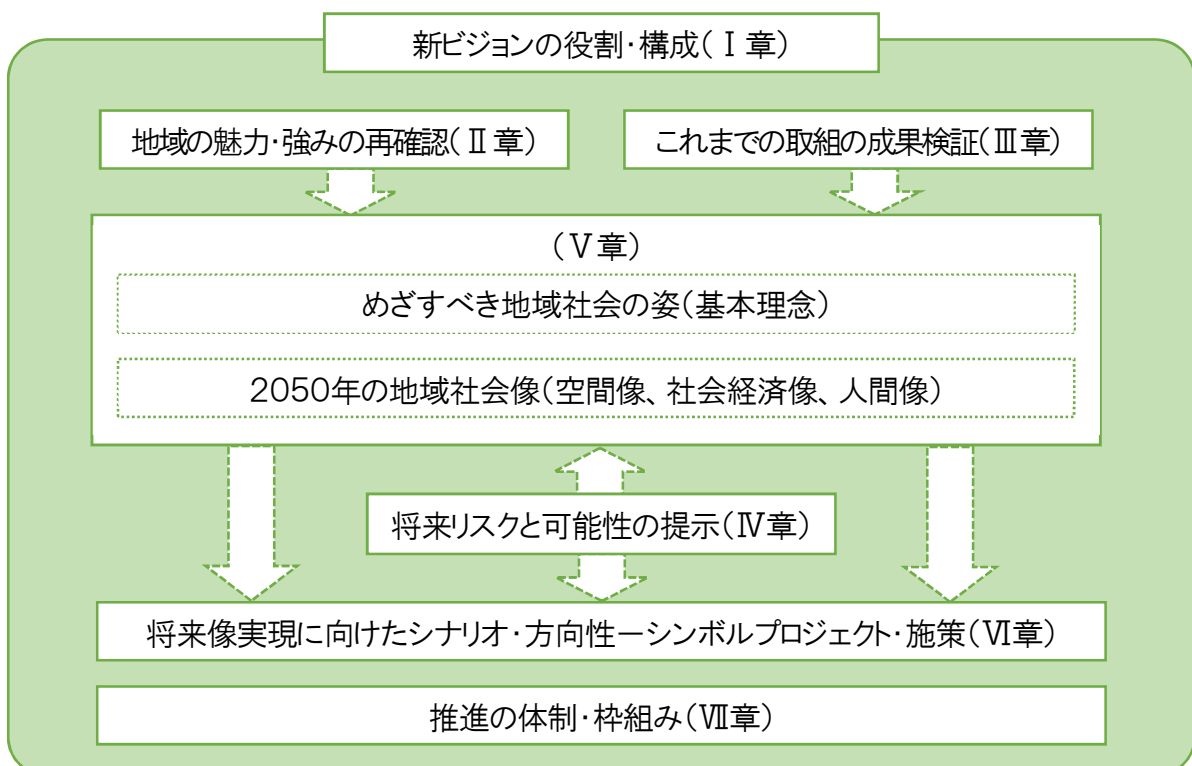 新ビジョンの役割・構成(Ⅰ章)
地域の魅力・強みの再確認(Ⅱ章)
これまでの取組の成果検証(Ⅲ章)
(Ⅴ章)
めざすべき地域社会の姿(基本理念)
2050年の地域社会像(空間像、社会経済像、人間像)
将来リスクと可能性の提示(Ⅳ章)
将来像実現に向けたシナリオ・方向性ーシンボルプロジェクト・施策(Ⅵ章)
推進の体制・枠組み(Ⅶ章)